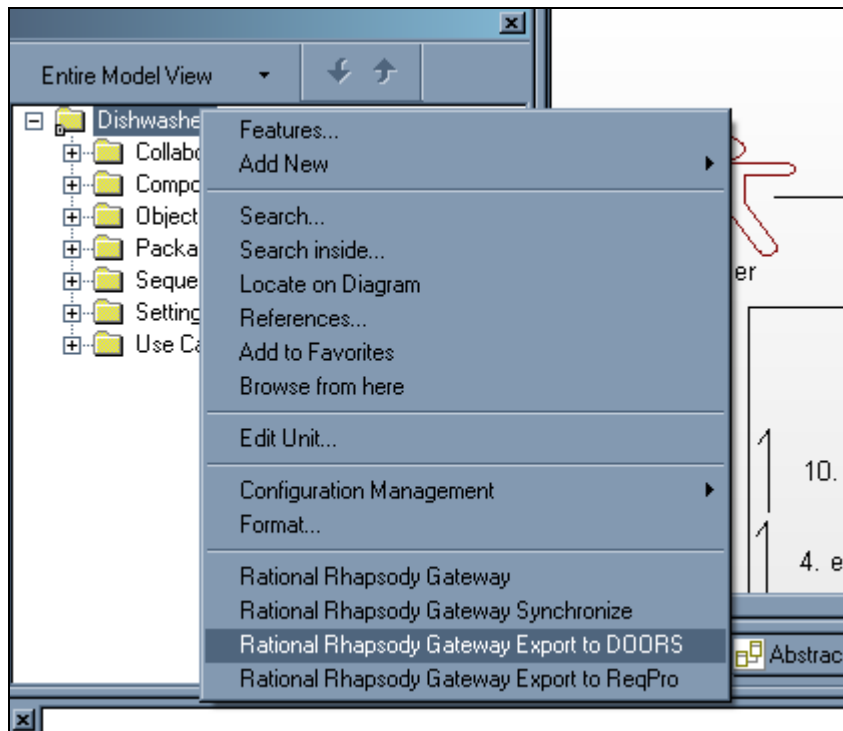 Entire Model View
Dishwashe
Collabo
Compo
Object
Packa
Seque
Setting
Use Ca
Features...
Add New
Search...
Search inside...
Locate on Diagram
References...
Add to Favorites
Browse from here
Edit Unit...
Configuration Management
Format...
Rational Rhapsody Gateway
Rational Rhapsody Gateway Synchronize
Rational Rhapsody Gateway Export to DOORS
Rational Rhapsody Gateway Export to ReqPro
er
10.
4. e
Abstrac